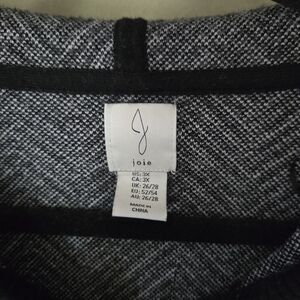 joie
US: 3X
CA: 3X
UK: 26/28
EU: 52/54
AU: 26/28
MADE IN
CHINA